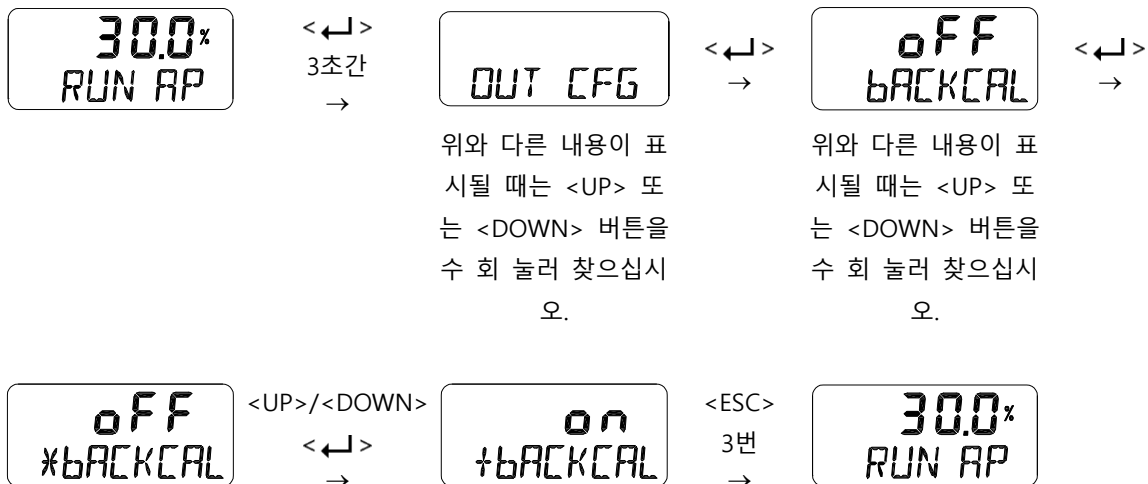 30.0%
RUN AP
<↵>
3초간
→
OUT CFG
<↵>
→
oFF
bACKCAL
<↵>
→
위와 다른 내용이 표
시될 때는 <UP> 또
는 <DOWN> 버튼을
수 회 눌러 찾으십시
오.
위와 다른 내용이 표
시될 때는 <UP> 또
는 <DOWN> 버튼을
수 회 눌러 찾으십시
오.
oFF
*bACKCAL
<UP>/<DOWN>
<↵>
→
on
+bACKCAL
<ESC>
3번
→
30.0%
RUN AP